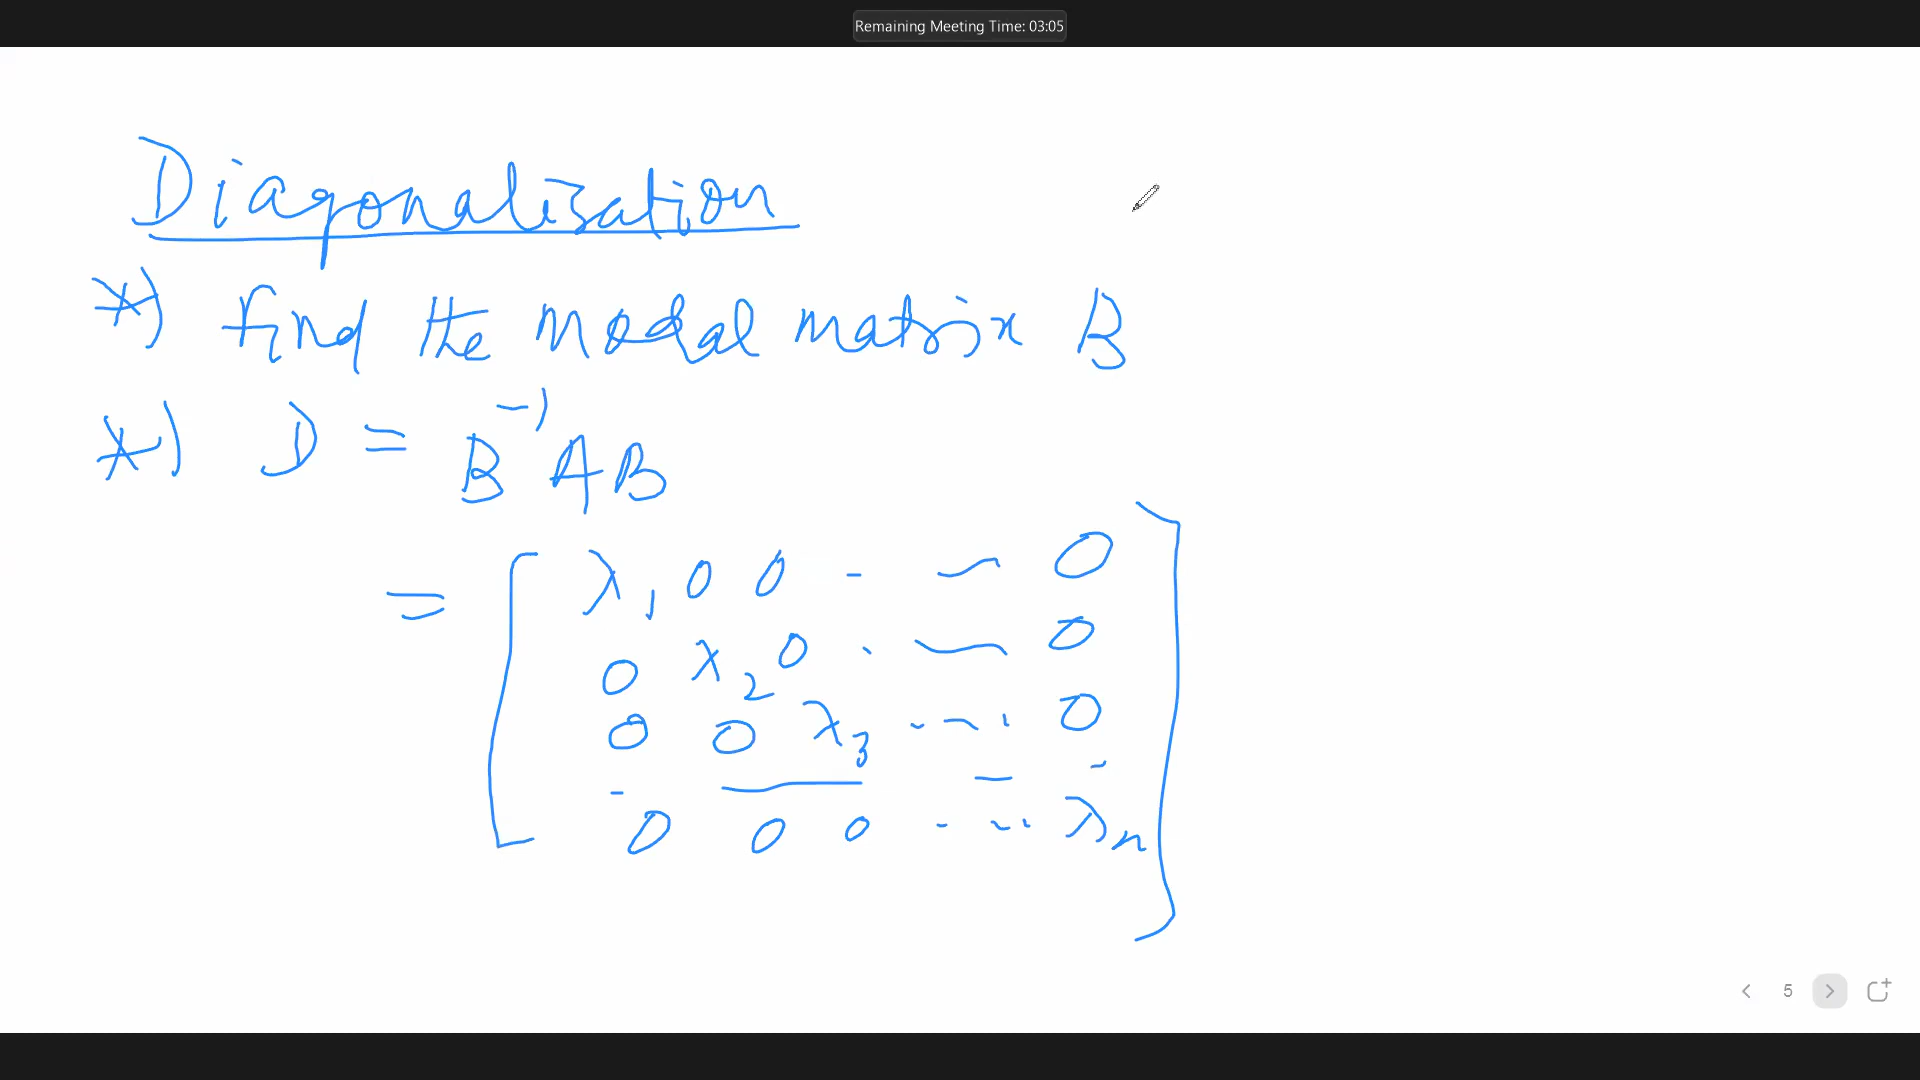 Remaining Meeting Time: 03:05
Diagonalisation
*) find the modal matrix B
*) D = B⁻¹AB
= [ λ₁ 0 0 - - 0
0 λ₂ 0 . - 0
0 0 λ₃ ..... 0
- - - -
0 0 0 - ... λₙ ]
5